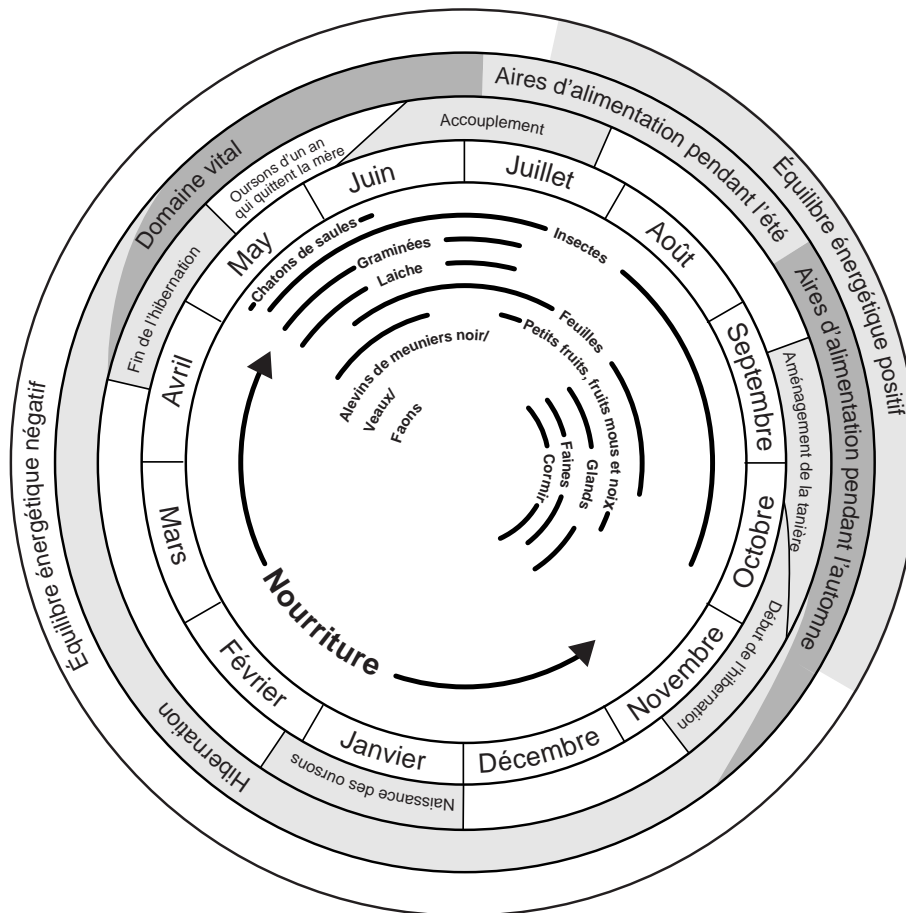 Équilibre énergétique négatif
Équilibre énergétique positif
Domaine vital
Aires d'alimentation pendant l'été
Aires d'alimentation pendant l'automne
Hibernation
Fin de l'hibernation
Oursons d'un an
qui quittent la mère
Accouplement
Aménagement de la tanière
Début de l'hibernation
Naissance des oursons
Janvier
Février
Mars
Avril
May
Juin
Juillet
Août
Septembre
Octobre
Novembre
Décembre
Chatons de saules
Insectes
Graminées
Laiche
Feuilles
Alevins de meuniers noir/
Veaux/
Faons
Petits fruits, fruits mous et noix
Glands
Faines
Cormir
Nourriture